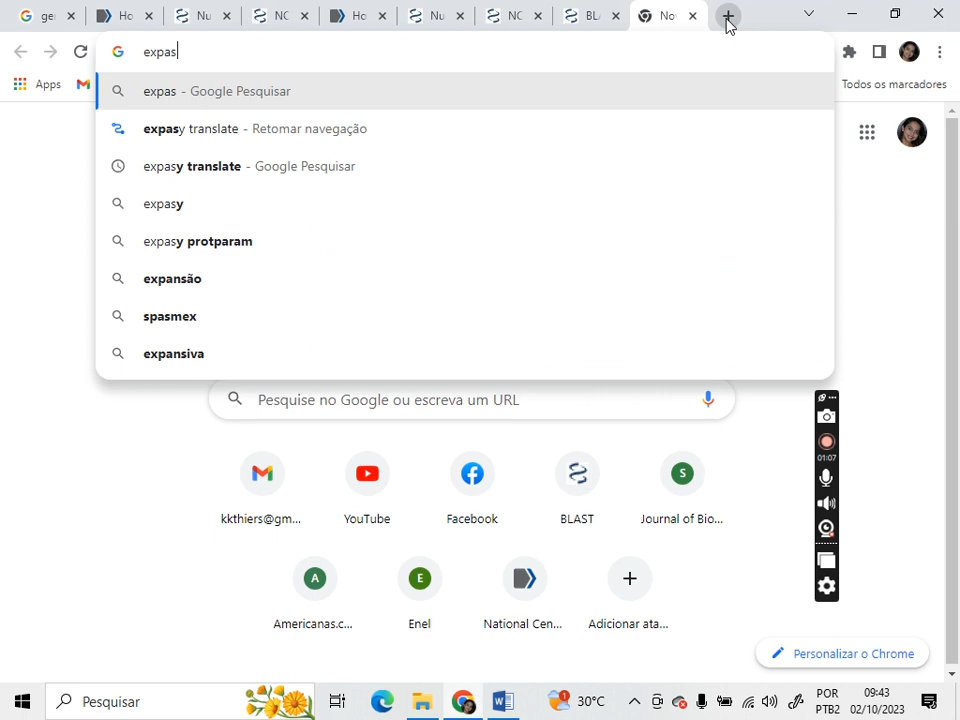 ge
Ho
Nu
NC
Ho
Nu
NC
BL
No
expas
Apps
Todos os marcadores
expas - Google Pesquisar
expasy translate - Retomar navegação
expasy translate - Google Pesquisar
expasy
expasy protparam
expansão
spasmex
expansiva
Pesquise no Google ou escreva um URL
kkthiers@gm...
YouTube
Facebook
BLAST
Journal of Bio...
Americanas.c...
Enel
National Cen...
Adicionar ata...
01:07
Personalizar o Chrome
Pesquisar
30°C
POR
PTB2
09:43
02/10/2023